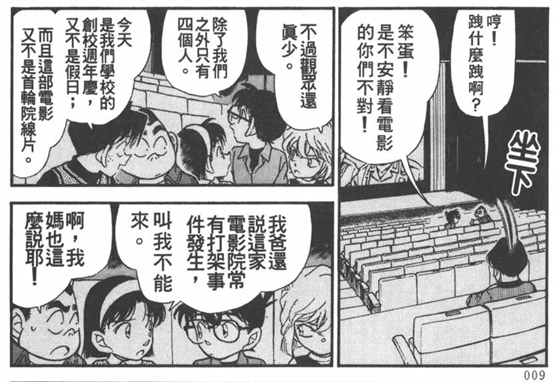 哼!
跩什麼跩啊?
笨蛋!
是不安靜看電影
的你們不對!
坐下
不過觀眾還
真少。
除了我們
之外只有
四個人。
今天
是我們學校的
創校週年慶,
又不是假日;
而且這部電影
又不是首輪院線片。
我爸還
說這家
電影院常
有打架事
件發生,
叫我不能
來。
啊,我
媽也這
麼說耶!
009